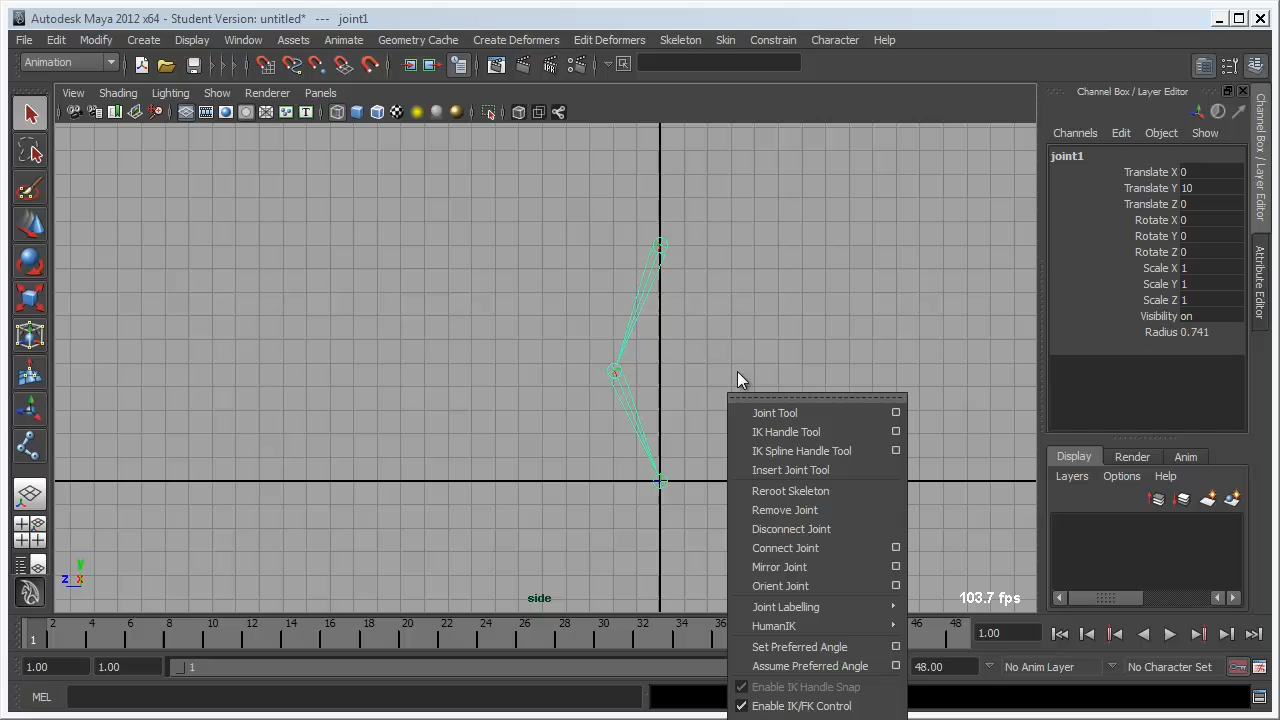 Autodesk Maya 2012 x64 - Student Version: untitled* --- joint1
File Edit Modify Create Display Window Assets Animate Geometry Cache Create Deformers Edit Deformers Skeleton Skin Constrain Character Help
Animation
View Shading Lighting Show Renderer Panels
Channel Box / Layer Editor
Channels Edit Object Show
joint1
Translate X 0
Translate Y 10
Translate Z 0
Rotate X 0
Rotate Y 0
Rotate Z 0
Scale X 1
Scale Y 1
Scale Z 1
Visibility on
Radius 0.741
Channel Box / Layer Editor
Attribute Editor
Joint Tool
IK Handle Tool
IK Spline Handle Tool
Insert Joint Tool
Reroot Skeleton
Remove Joint
Disconnect Joint
Connect Joint
Mirror Joint
Orient Joint
Joint Labelling
HumanIK
Set Preferred Angle
Assume Preferred Angle
Enable IK Handle Snap
Enable IK/FK Control
Display Render Anim
Layers Options Help
y
z x
side
103.7 fps
2 4 6 8 10 12 14 16 18 20 22 24 26 28 30 32 34 36 46 48
1
1.00
1.00 1.00 1 48.00 No Anim Layer No Character Set
MEL